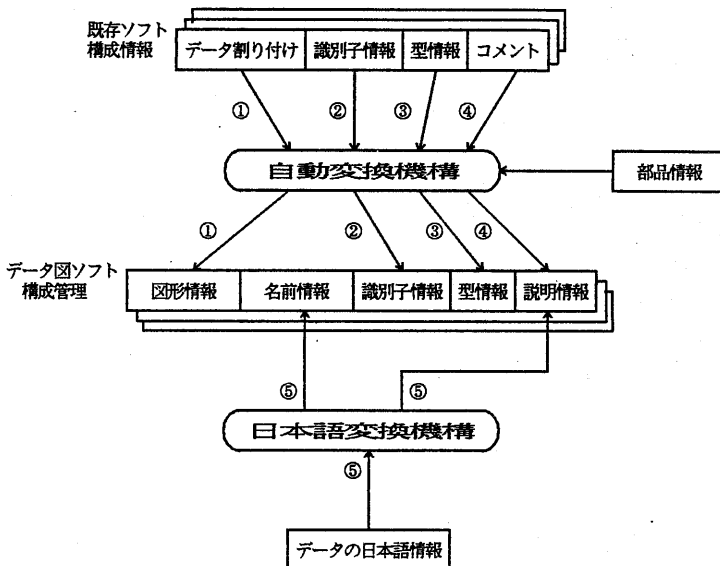 既存ソフト
構成情報
データ割り付け 識別子情報 型情報 コメント
① ② ③ ④
自動変換機構
部品情報
① ② ③ ④
データ図ソフト
構成管理
図形情報 名前情報 識別子情報 型情報 説明情報
⑤ ⑤
日本語変換機構
⑤
データの日本語情報